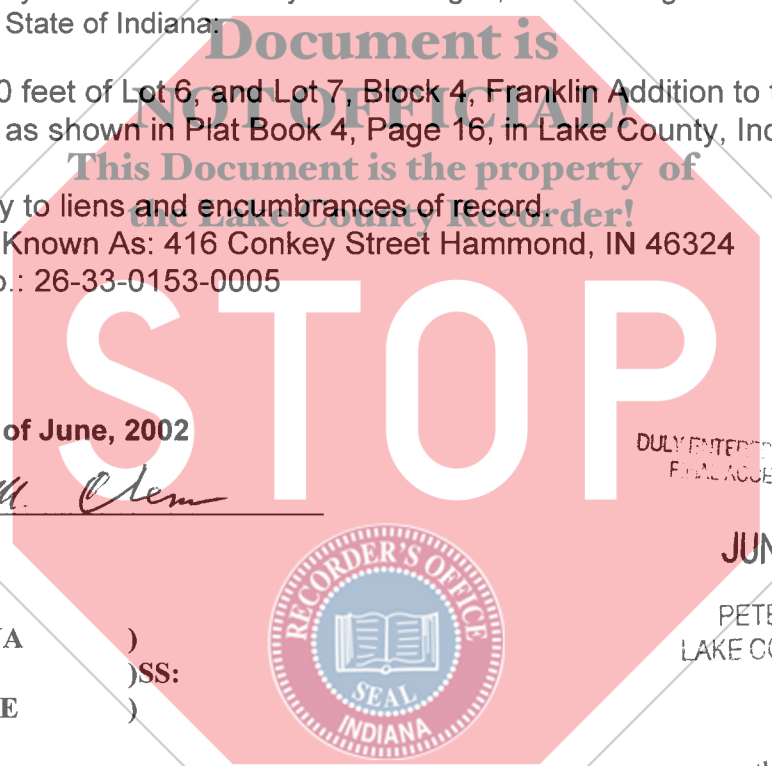 State of Indiana:
Document is
0 feet of Lot 6, and Lot 7, Block 4, Franklin Addition to
NOT OFFICIAL!
as shown in Plat Book 4, Page 16, in Lake County,
This Document is the property of
y to liens and encumbrances of record.
the Lake County Recorder!
Known As: 416 Conkey Street Hammond, IN 46324
o.: 26-33-0153-0005
STOP
of June, 2002
DULY ENTERED
FINAL ACCE
M. Clem
JUN
RECORDER'S OFFICE
PETE
A )
LAKE CO
)SS:
SEAL
E )
INDIANA